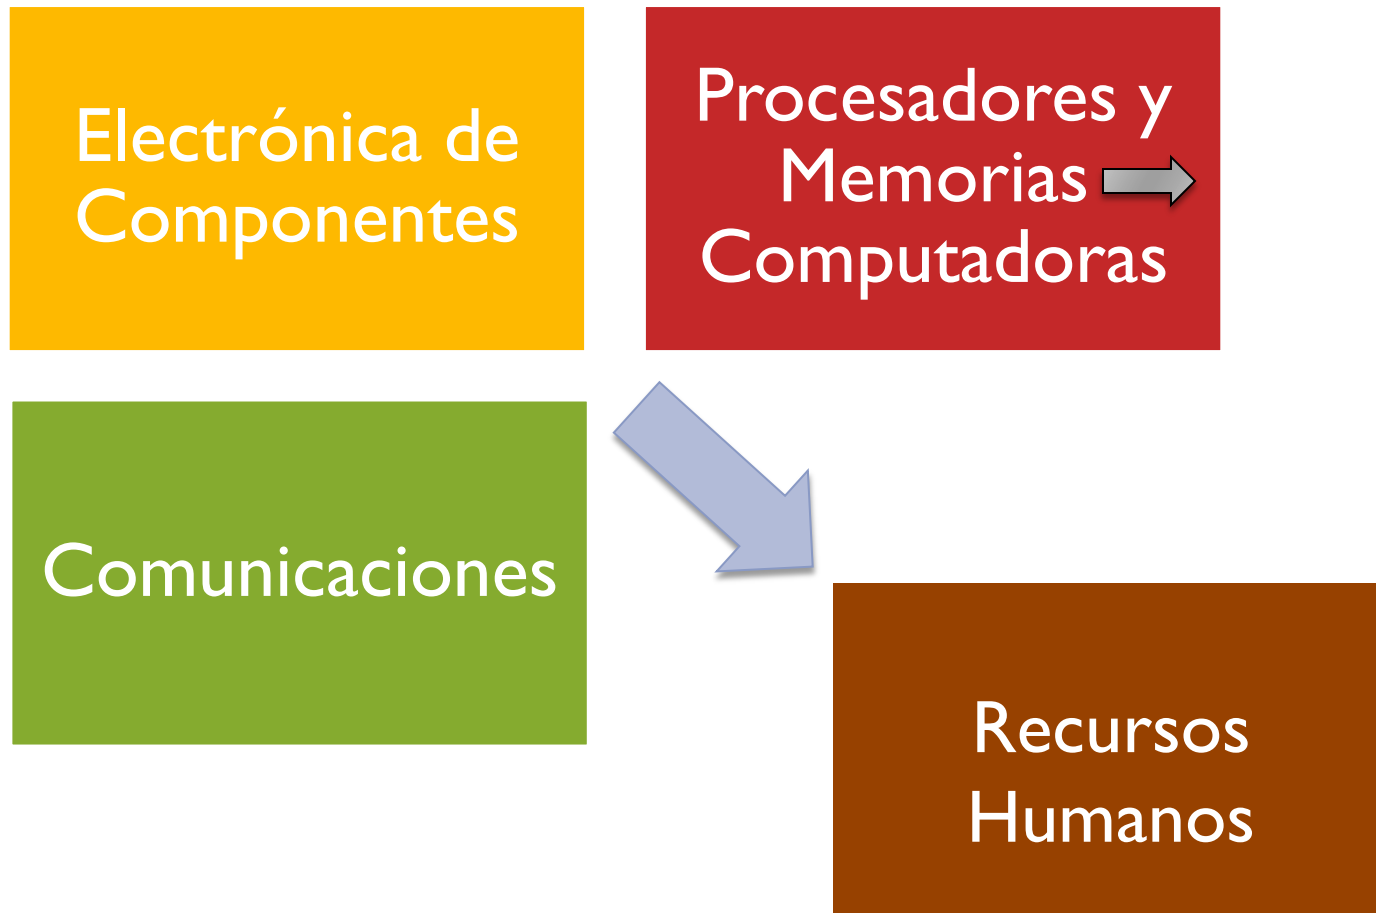 Electrónica de
Componentes
Procesadores y
Memorias
Computadoras
Comunicaciones
Recursos
Humanos